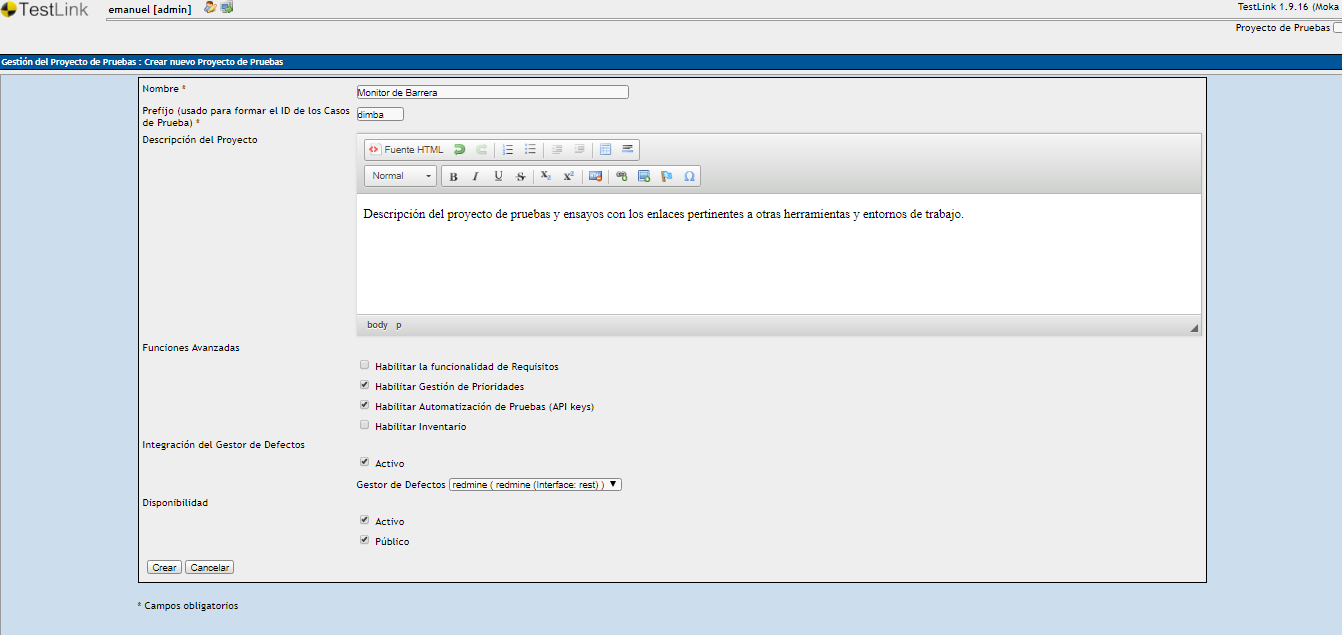 TestLink
emanuel [admin]
TestLink 1.9.16 (Moka
Proyecto de Pruebas
Gestión del Proyecto de Pruebas : Crear nuevo Proyecto de Pruebas
Nombre *
Monitor de Barrera
Prefijo (usado para formar el ID de los Casos
de Prueba) *
dimba
Descripción del Proyecto
Fuente HTML
Normal
B I U S X₂ X² Ω
Descripción del proyecto de pruebas y ensayos con los enlaces pertinentes a otras herramientas y entornos de trabajo.
body p
Funciones Avanzadas
Habilitar la funcionalidad de Requisitos
Habilitar Gestión de Prioridades
Habilitar Automatización de Pruebas (API keys)
Habilitar Inventario
Integración del Gestor de Defectos
Activo
Gestor de Defectos redmine ( redmine (Interface: rest) )
Disponibilidad
Activo
Público
Crear Cancelar
* Campos obligatorios